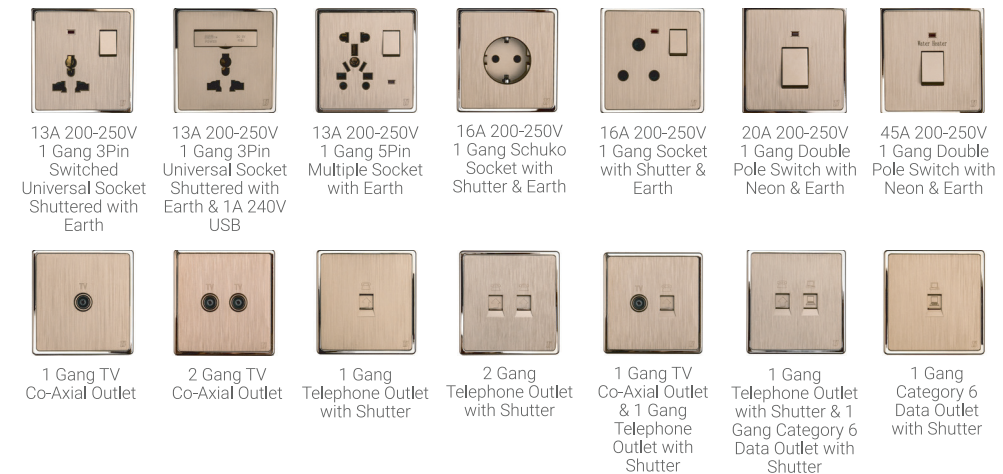 Water Heater
13A 200-250V
1 Gang 3Pin
Switched
Universal Socket
Shuttered with
Earth
13A 200-250V
1 Gang 3Pin
Universal Socket
Shuttered with
Earth & 1A 240V
USB
13A 200-250V
1 Gang 5Pin
Multiple Socket
with Earth
16A 200-250V
1 Gang Schuko
Socket with
Shutter & Earth
16A 200-250V
1 Gang Socket
with Shutter &
Earth
20A 200-250V
1 Gang Double
Pole Switch with
Neon & Earth
45A 200-250V
1 Gang Double
Pole Switch with
Neon & Earth
TV
TV
TV
TV
1 Gang TV
Co-Axial Outlet
2 Gang TV
Co-Axial Outlet
1 Gang
Telephone Outlet
with Shutter
2 Gang
Telephone Outlet
with Shutter
1 Gang TV
Co-Axial Outlet
& 1 Gang
Telephone
Outlet with
Shutter
1 Gang
Telephone Outlet
with Shutter & 1
Gang Category 6
Data Outlet with
Shutter
1 Gang
Category 6
Data Outlet
with Shutter